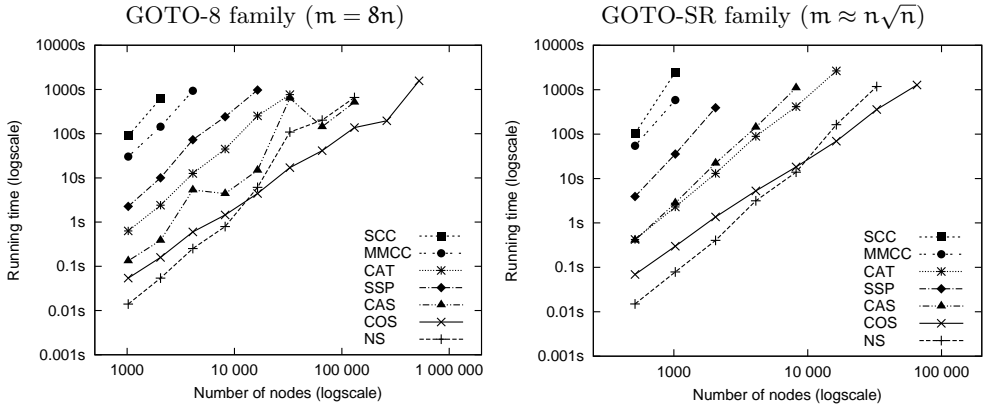 GOTO-8 family (m = 8n)
10000s
1000s
100s
10s
1s
0.1s
0.01s
0.001s
Running time (logscale)
SCC
MMCC
CAT
SSP
CAS
COS
NS
1000
10 000
100 000
1 000 000
Number of nodes (logscale)
GOTO-SR family (m ≈ n√n)
10000s
1000s
100s
10s
1s
0.1s
0.01s
0.001s
Running time (logscale)
SCC
MMCC
CAT
SSP
CAS
COS
NS
1000
10 000
100 000
Number of nodes (logscale)